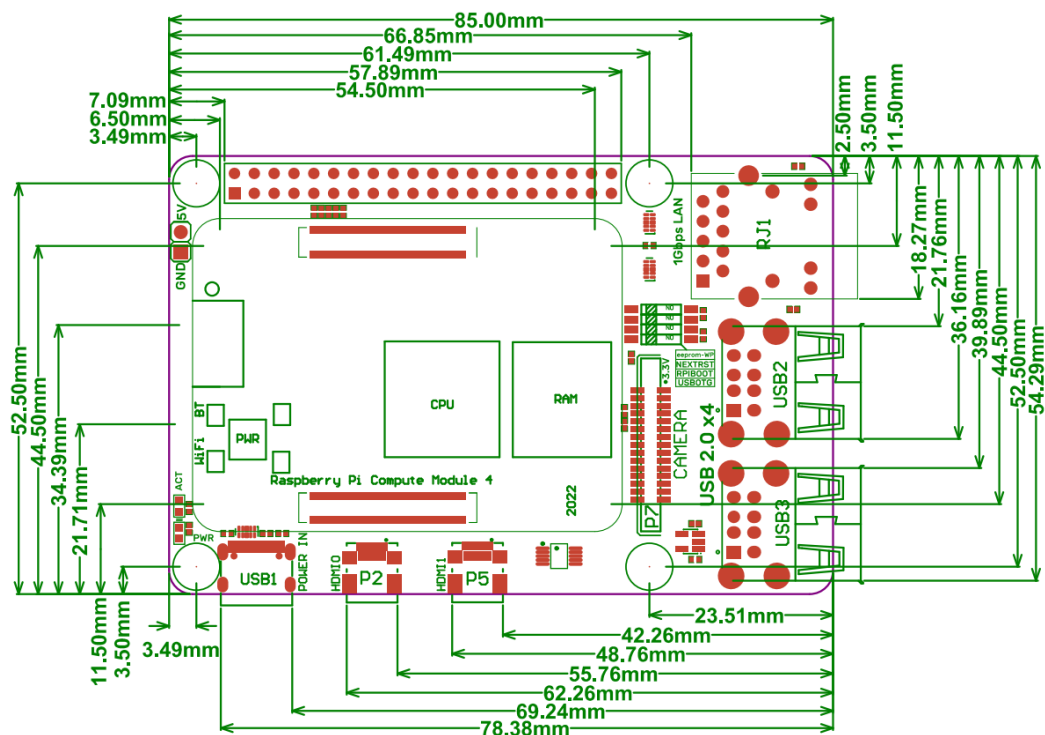 85.00mm
66.85mm
61.49mm
57.89mm
54.50mm
7.09mm
6.50mm
3.49mm
2.50mm
3.50mm
11.50mm
5V
GND
1Gbps LAN
RJ1
18.27mm
21.76mm
36.16mm
39.89mm
44.50mm
52.50mm
54.29mm
52.50mm
44.50mm
34.39mm
21.71mm
11.50mm
3.50mm
NO
NO
NO
NO
eeprom-WP
NEXTRST
RPIBOOT
USBOTG
3.3V
CPU
RAM
BT
WiFi
PWR
USB2
USB 2.0 x4
CAMERA
Raspberry Pi Compute Module 4
2022
P7
USB3
ACT
PWR
USB1
POWER IN
HDMI0
P2
HDMI1
P5
3.49mm
23.51mm
42.26mm
48.76mm
55.76mm
62.26mm
69.24mm
78.38mm